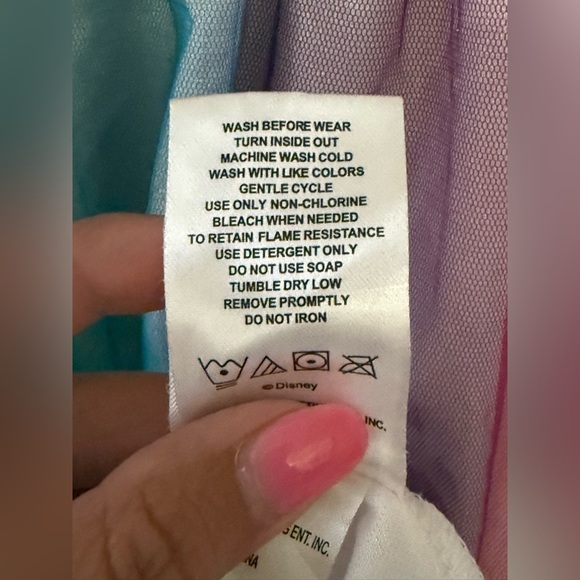 WASH BEFORE WEAR
TURN INSIDE OUT
MACHINE WASH COLD
WASH WITH LIKE COLORS
GENTLE CYCLE
USE ONLY NON-CHLORINE
BLEACH WHEN NEEDED
TO RETAIN FLAME RESISTANCE
USE DETERGENT ONLY
DO NOT USE SOAP
TUMBLE DRY LOW
REMOVE PROMPTLY
DO NOT IRON
©Disney
INC.
ENT. INC.